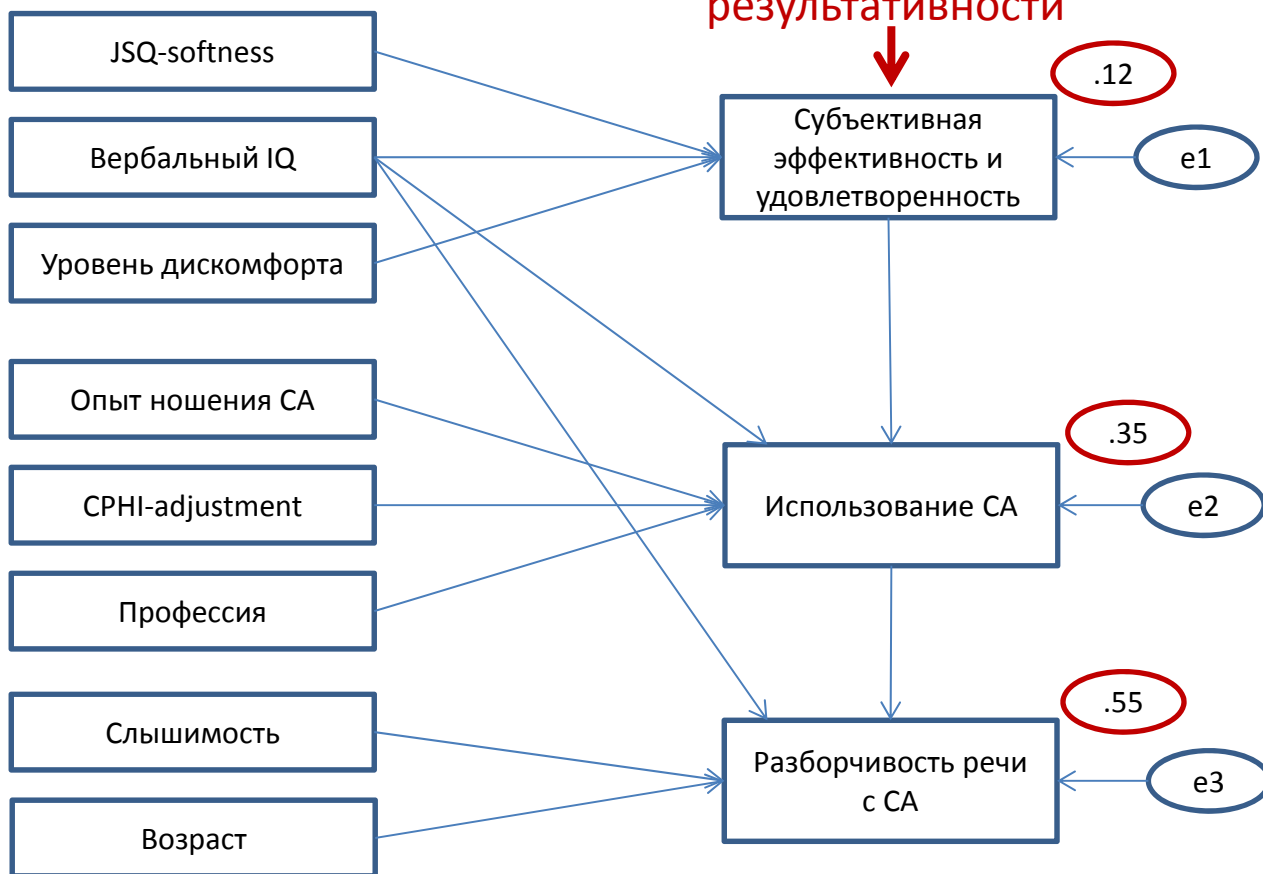 результативности
JSQ-softness
.12
Субъективная
эффективность и
удовлетворенность
e1
Вербальный IQ
Уровень дискомфорта
Опыт ношения СА
.35
CPHI-adjustment
Использование СА
e2
Профессия
.55
Слышимость
Разборчивость речи
с СА
e3
Возраст